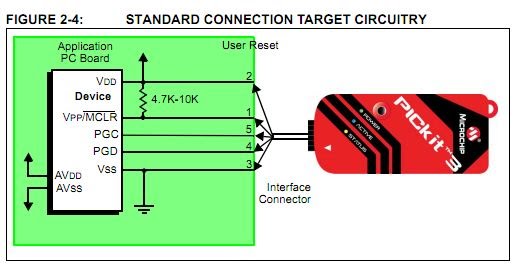 FIGURE 2-4: STANDARD CONNECTION TARGET CIRCUITRY
Application
PC Board
User Reset
Device
VDD
2
4.7K-10K
VPP/MCLR
1
PGC
5
PGD
4
VSS
3
AVDD
AVSS
Interface
Connector
POWER
ACTIVE
STATUS
PICkit™ 3
MICROCHIP